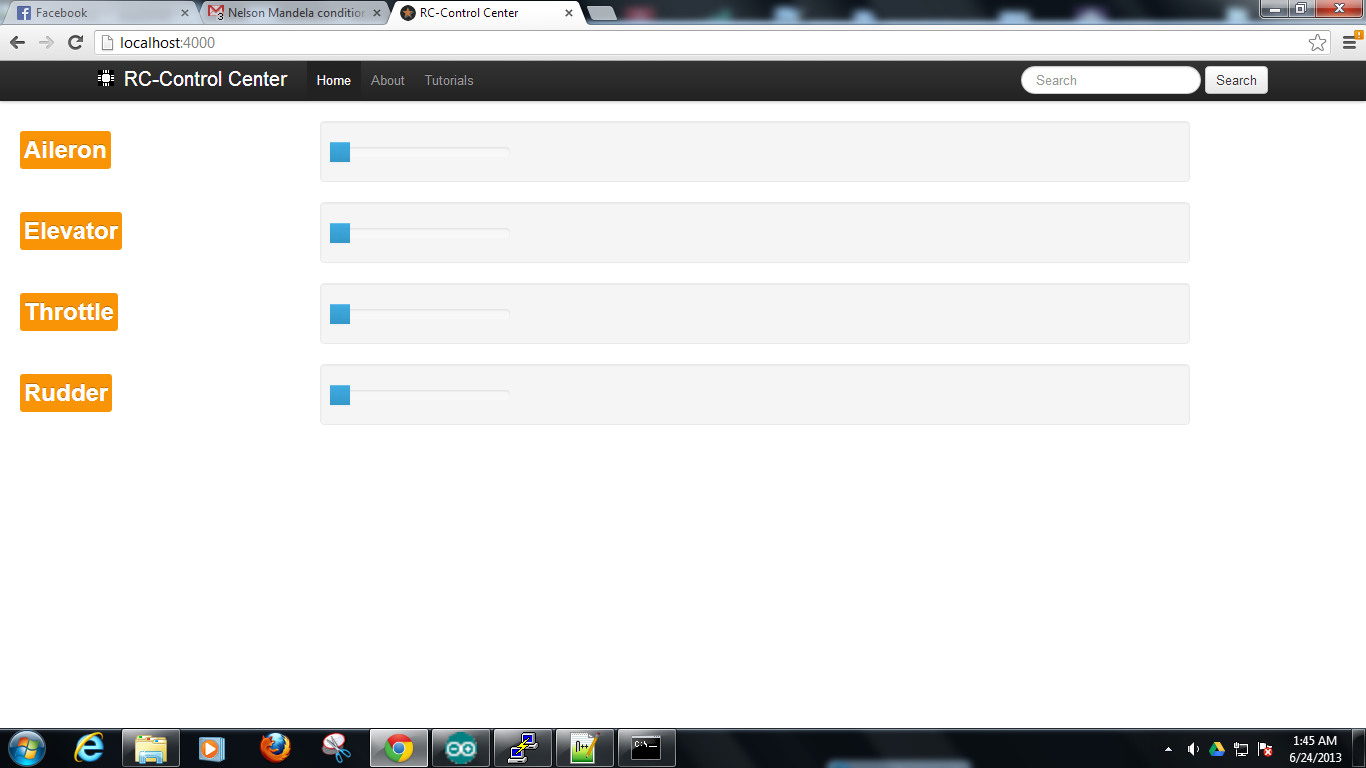 Facebook
3 Nelson Mandela condition
RC-Control Center
localhost:4000
RC-Control Center Home About Tutorials Search Search
Aileron
Elevator
Throttle
Rudder
C:\
1:45 AM
6/24/2013